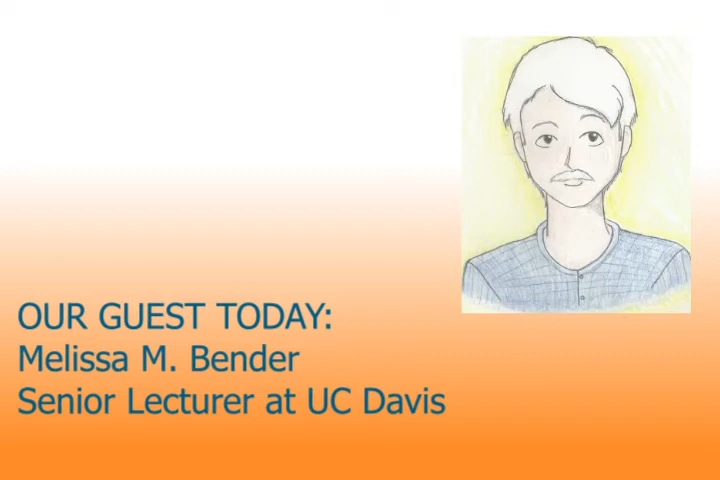 OUR GUEST TODAY:
Melissa M. Bender
Senior Lecturer at UC Davis